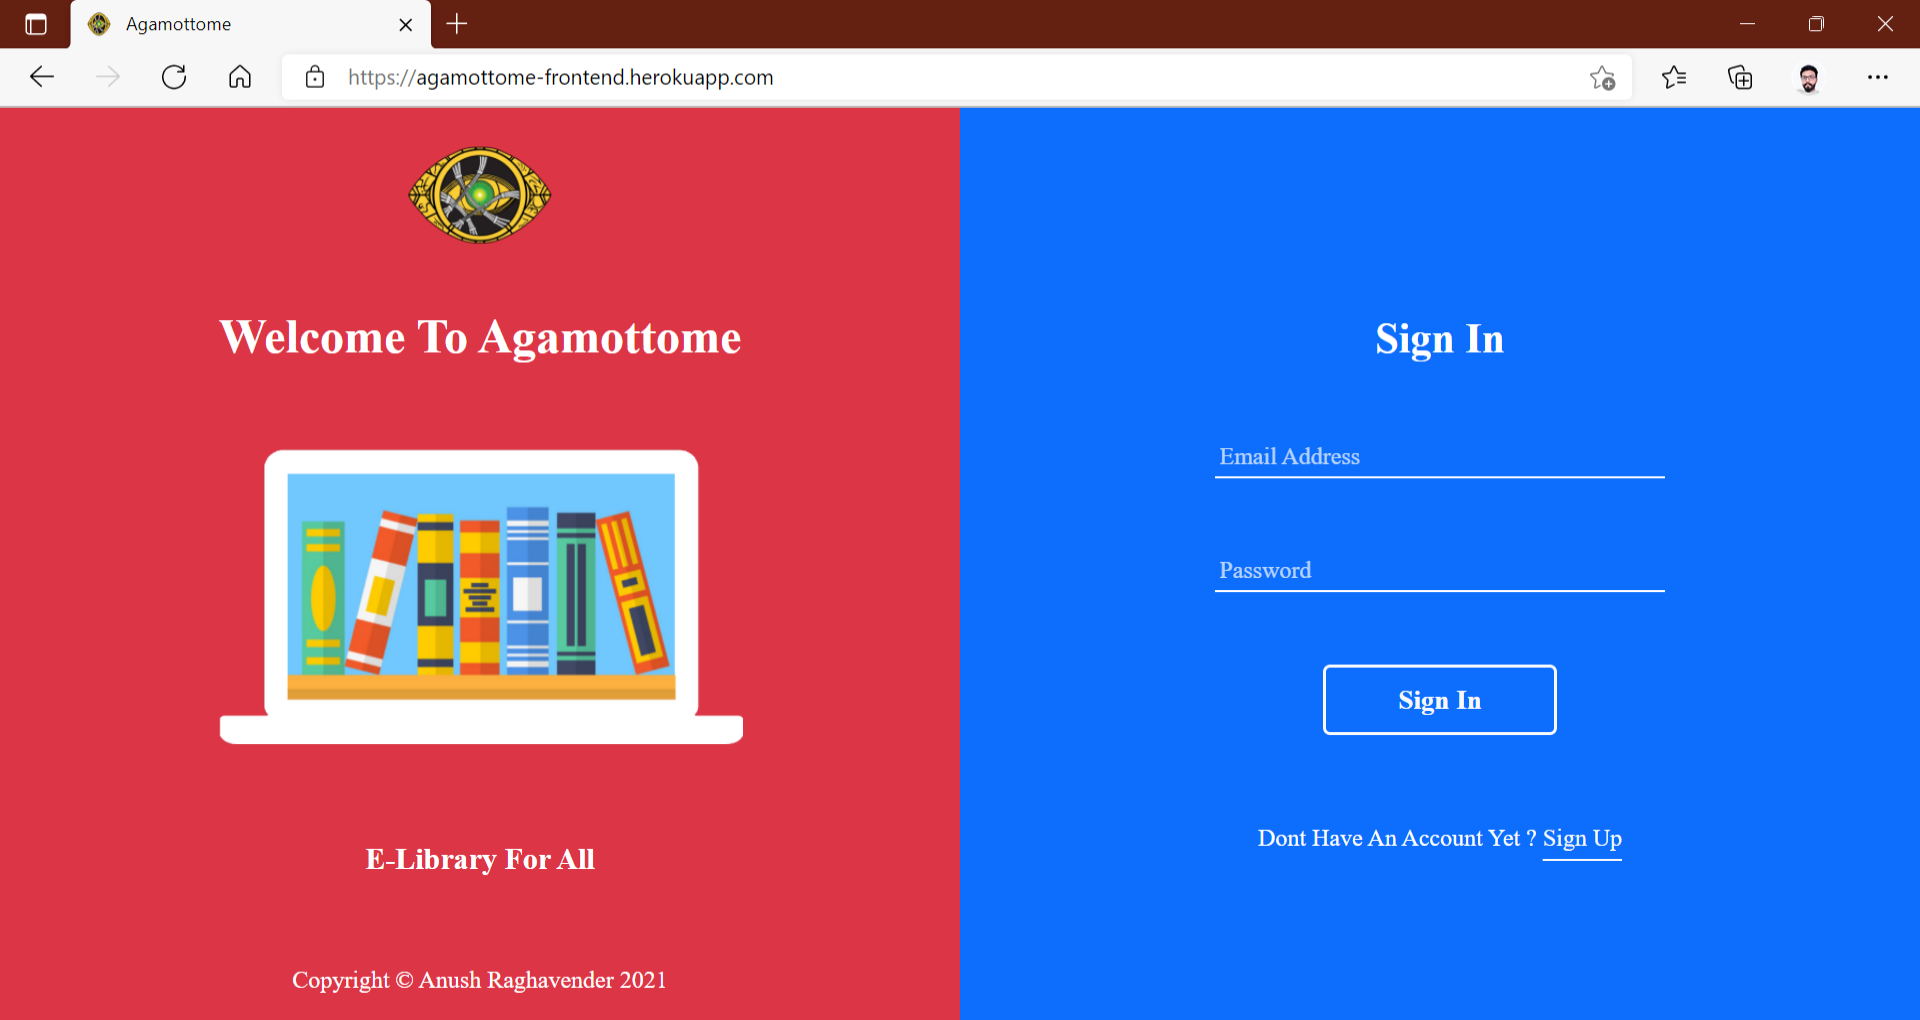 Agamottome
https://agamottome-frontend.herokuapp.com
Welcome To Agamottome
E-Library For All
Copyright © Anush Raghavender 2021
Sign In
Email Address
Password
Sign In
Dont Have An Account Yet ? Sign Up